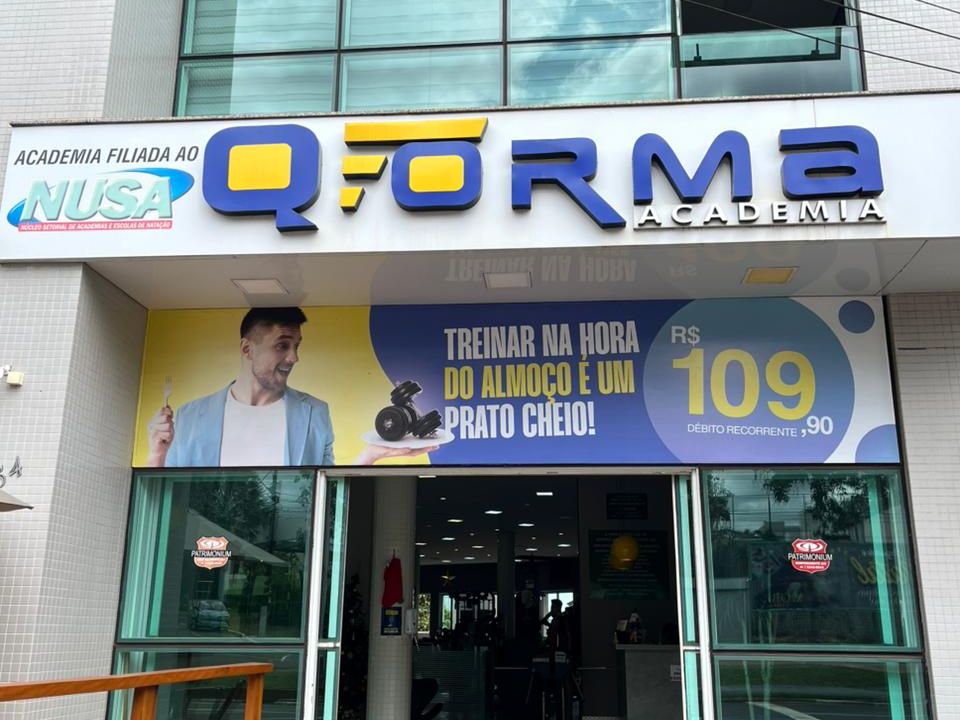 ACADEMIA FILIADA AO
NUSA
NÚCLEO SETORIAL DE ACADEMIAS E ESCOLAS DE NATAÇÃO
QFORMA
ACADEMIA
TREINAR NA HORA
DO ALMOÇO É UM
PRATO CHEIO!
R$
109
,90
DÉBITO RECORRENTE
PATRIMONIUM
PATRIMONIUM